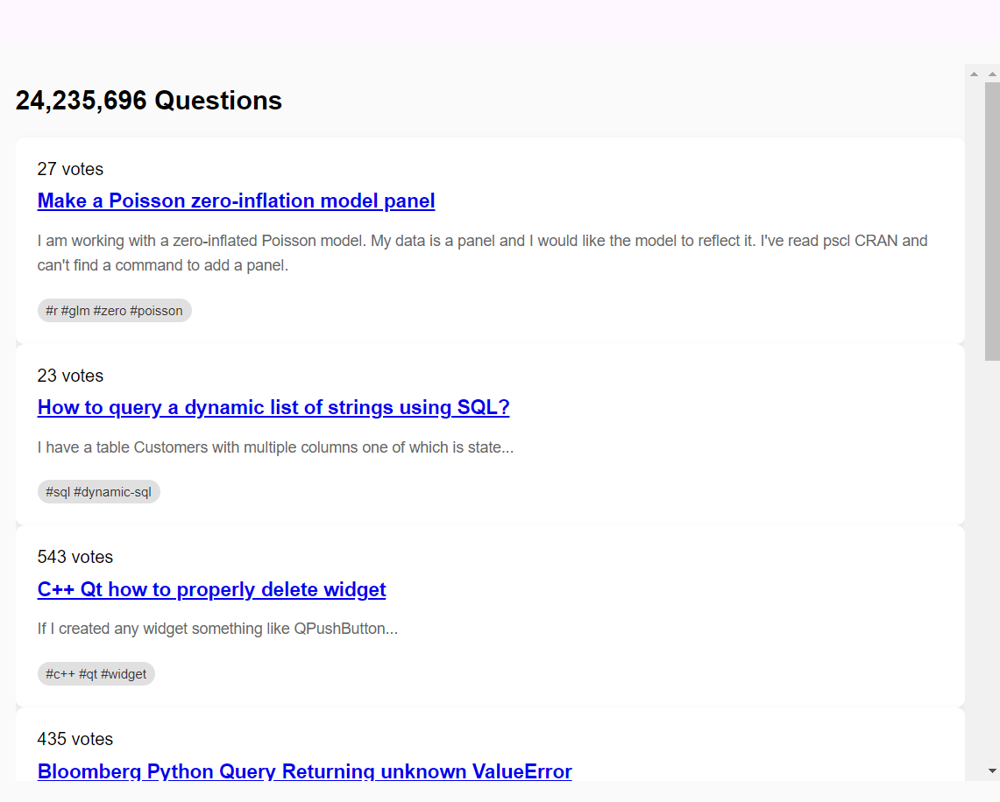 24,235,696 Questions
27 votes
Make a Poisson zero-inflation model panel
I am working with a zero-inflated Poisson model. My data is a panel and I would like the model to reflect it. I've read pscl CRAN and
can't find a command to add a panel.
#r #glm #zero #poisson
23 votes
How to query a dynamic list of strings using SQL?
I have a table Customers with multiple columns one of which is state...
#sql #dynamic-sql
543 votes
C++ Qt how to properly delete widget
If I created any widget something like QPushButton...
#c++ #qt #widget
435 votes
Bloomberg Python Query Returning unknown ValueError